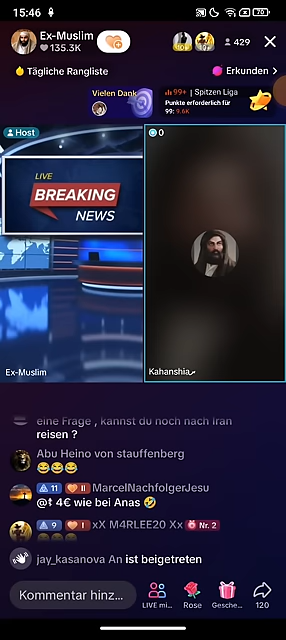 15:46
70
Ex-Muslim
135.3K
429
Tägliche Rangliste
Erkunden
Vielen Dank
99+ | Spitzen Liga
Punkte erforderlich für
99: 9.6K
Host
0
LIVE
BREAKING
NEWS
Ex-Muslim
Kahanshia
eine Frage , kannst du noch nach Iran
reisen ?
Abu Heino von stauffenberg
😂😂😂
11 II MarcelNachfolgerJesu
4€ wie bei Anas 🤣
9 I xX M4RLEE20 Xx Nr. 2
jay_kasanova An ist beigetreten
Kommentar hinz...
LIVE mi...
Rose
Gesche...
120